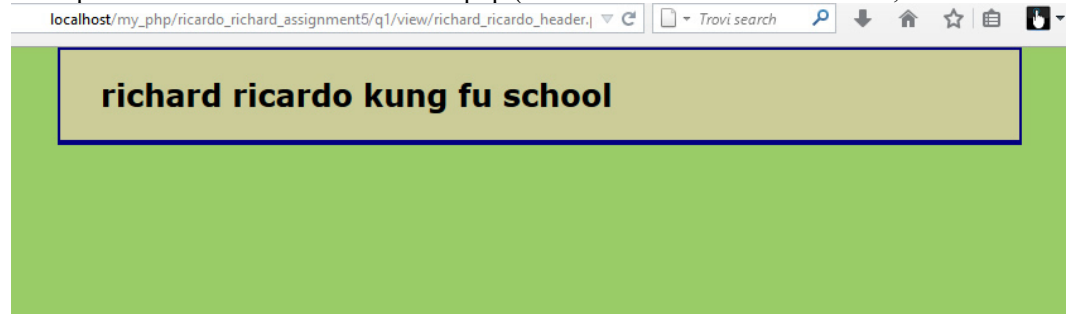 localhost/my_php/ricardo_richard_assignment5/q1/view/richard_ricardo_header.
Trovi search
richard ricardo kung fu school